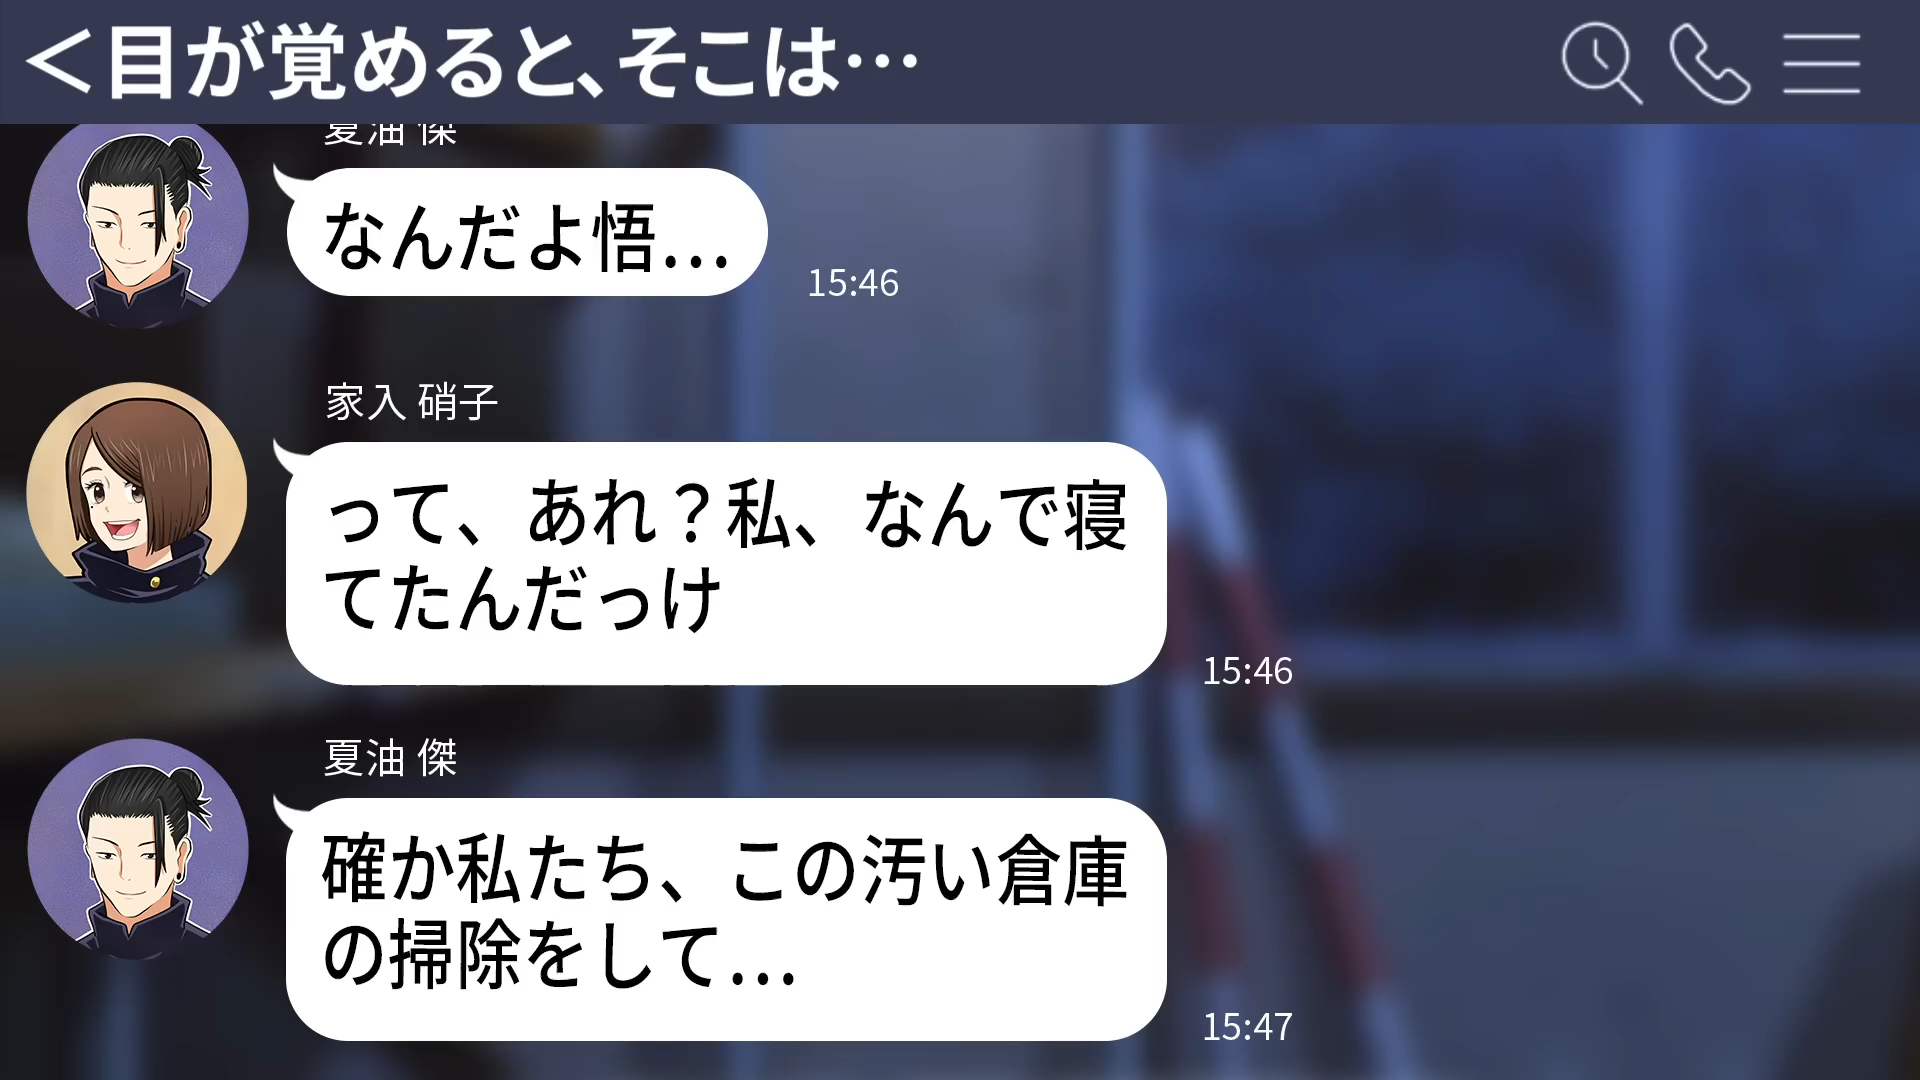 ＜目が覚めると、そこは…
夏油 傑
なんだよ悟…
15:46
家入 硝子
って、あれ？私、なんで寝
てたんだっけ
15:46
夏油 傑
確か私たち、この汚い倉庫
の掃除をして…
15:47